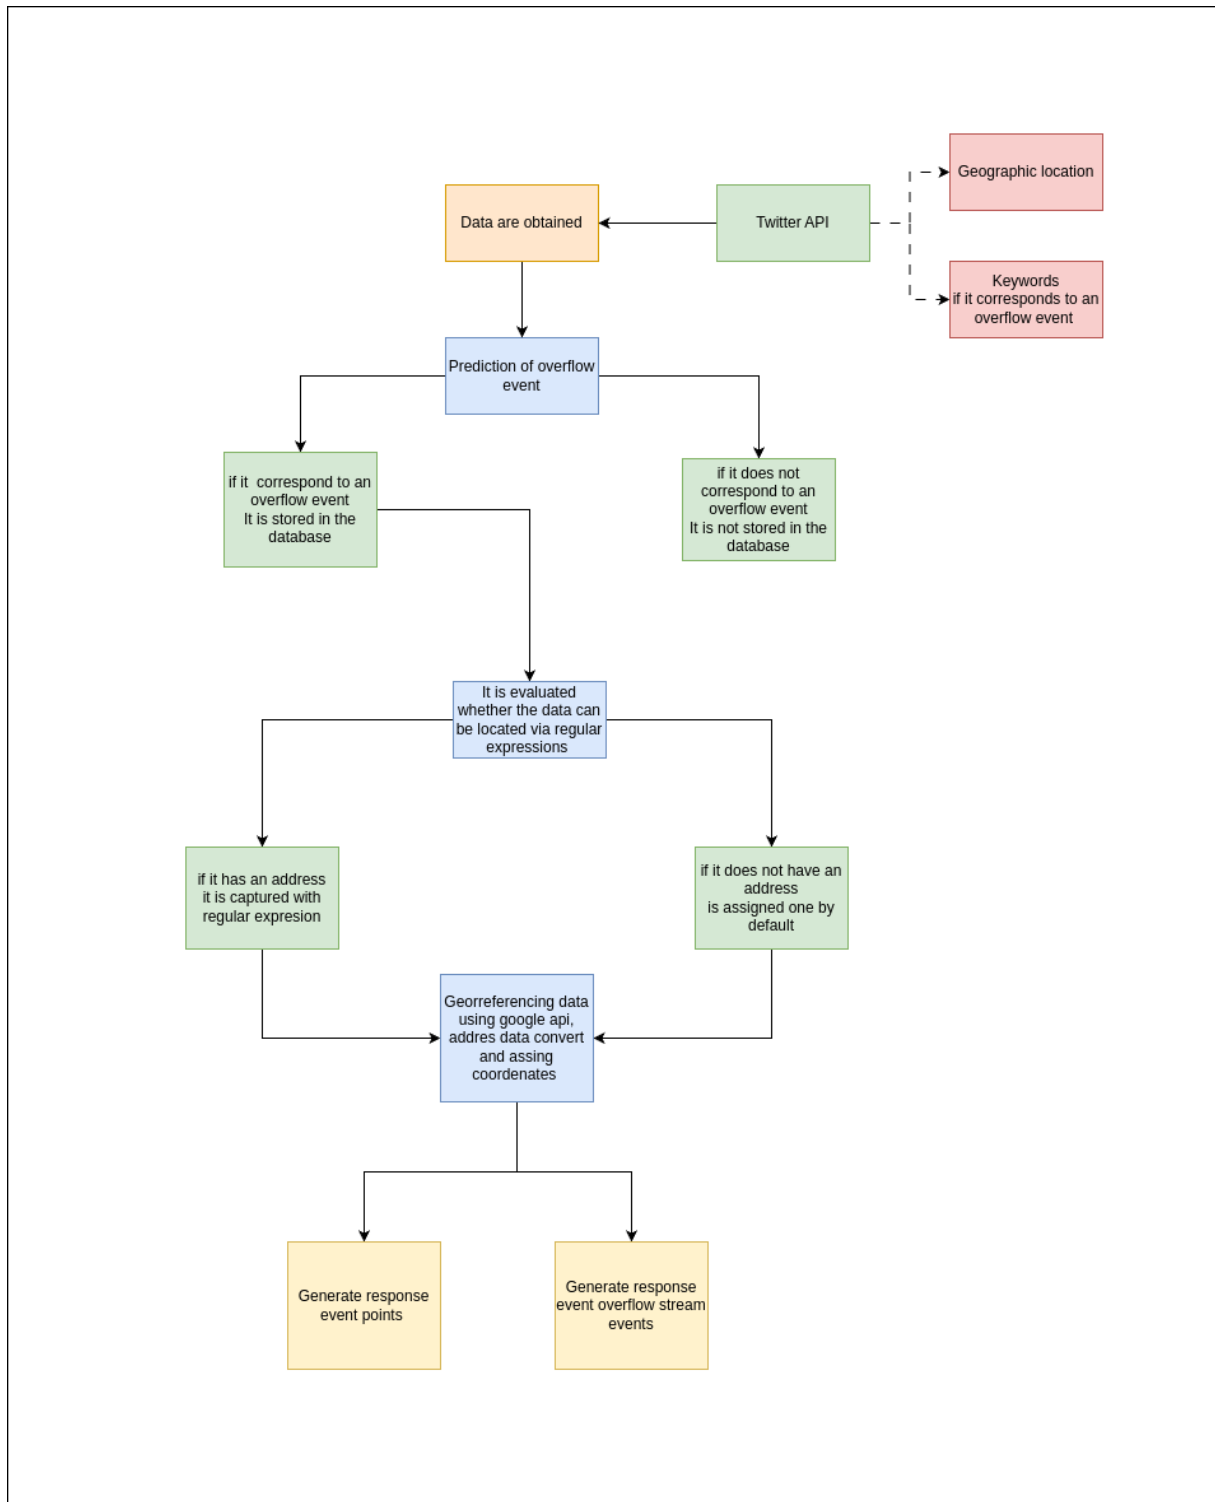 Geographic location
Data are obtained
Twitter API
Keywords
if it corresponds to an
overflow event
Prediction of overflow
event
if it  correspond to an
overflow event
It is stored in the
database
if it does not
correspond to an
overflow event
It is not stored in the
database
It is evaluated
whether the data can
be located via regular
expressions
if it has an address
it is captured with
regular expresion
if it does not have an
address
is assigned one by
default
Georreferencing data
using google api,
addres data convert
and assing
coordenates
Generate response
event points
Generate response
event overflow stream
events